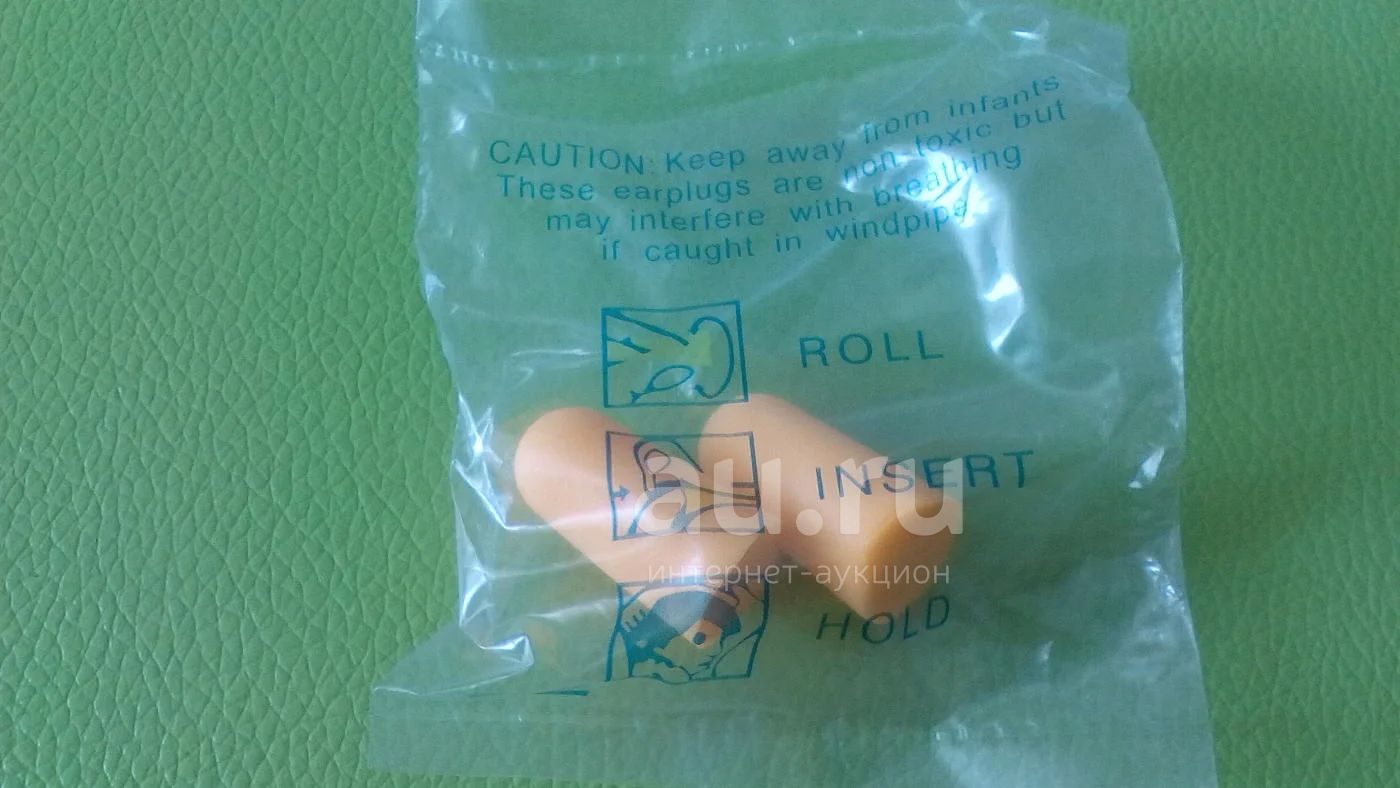 CAUTION: Keep away from infants
These earplugs are non toxic but
may interfere with breathing
if caught in windpipe
ROLL
INSERT
HOLD
au.ru
интернет-аукцион